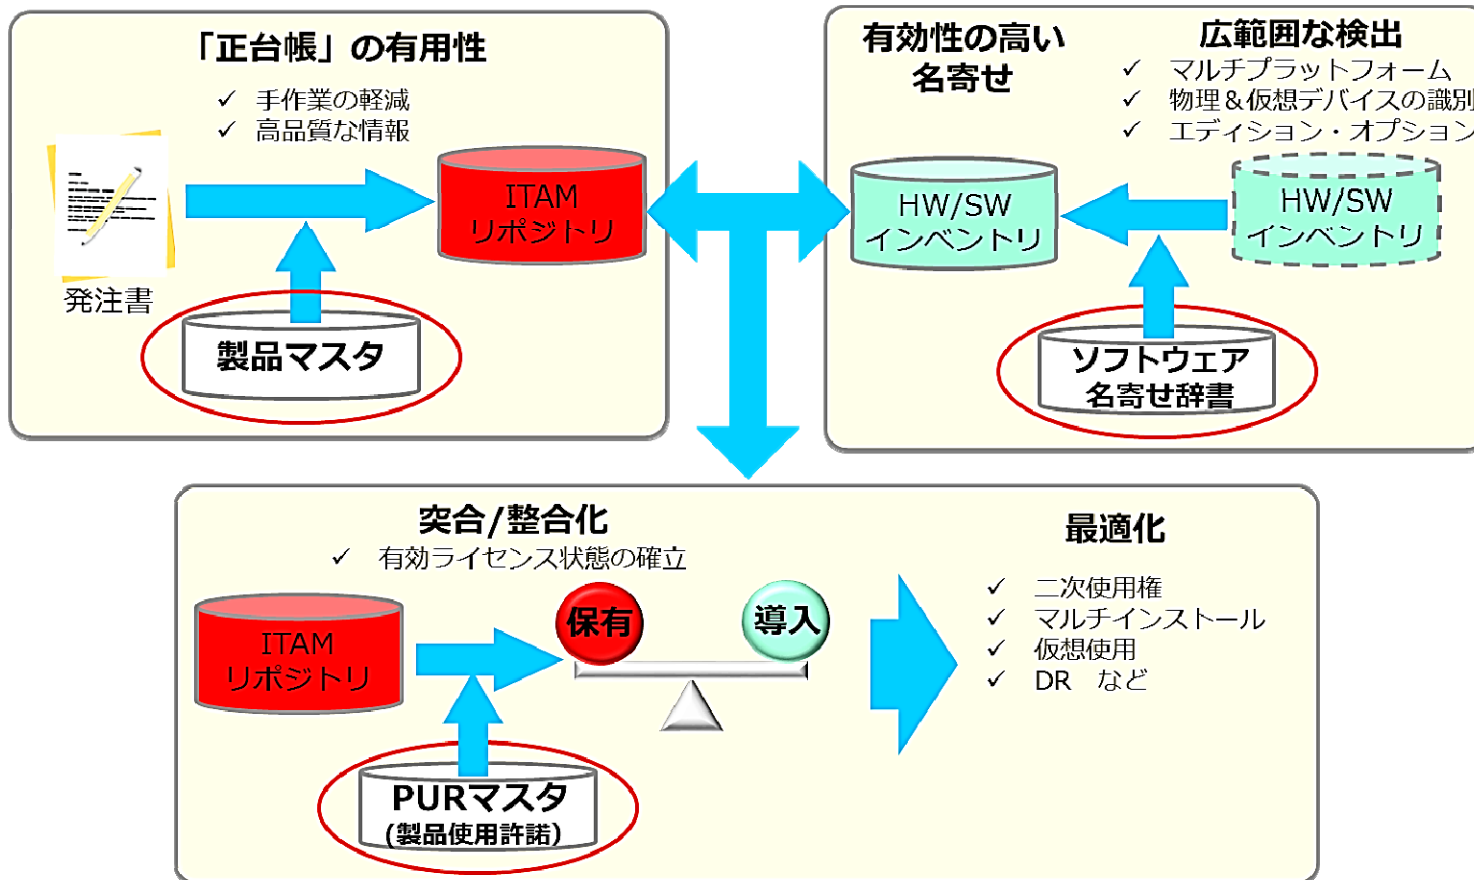 「正台帳」の有用性
✓ 手作業の軽減
✓ 高品質な情報
発注書
ITAM
リポジトリ
製品マスタ
有効性の高い
名寄せ
広範囲な検出
✓ マルチプラットフォーム
✓ 物理&仮想デバイスの識別
✓ エディション・オプション
HW/SW
インベントリ
HW/SW
インベントリ
ソフトウェア
名寄せ辞書
突合/整合化
✓ 有効ライセンス状態の確立
ITAM
リポジトリ
保有
導入
PURマスタ
(製品使用許諾)
最適化
✓ 二次使用権
✓ マルチインストール
✓ 仮想使用
✓ DR など